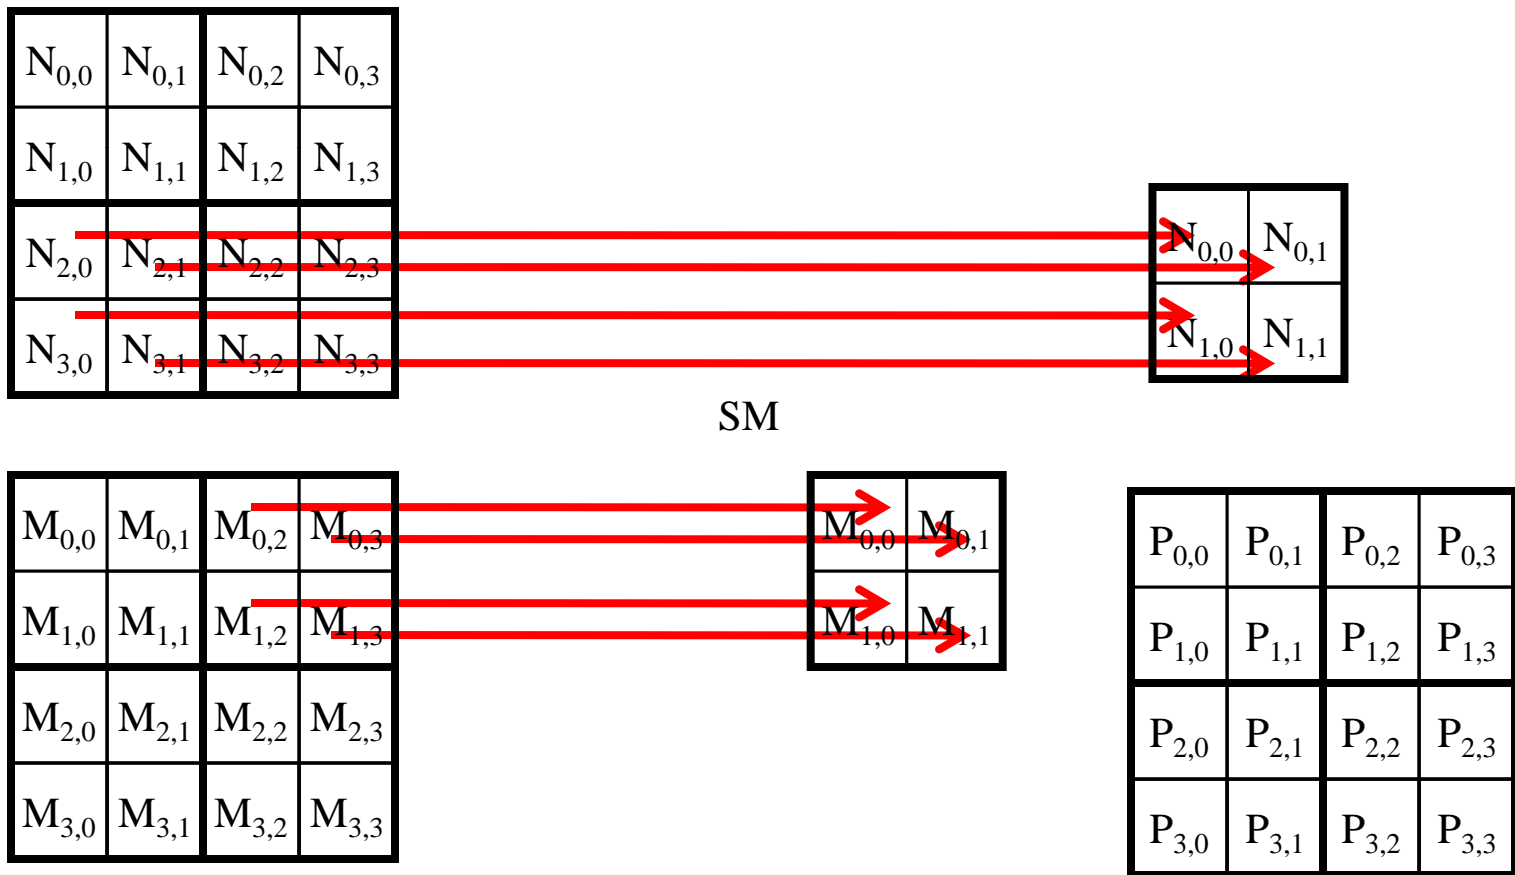 N0,0 N0,1 N0,2 N0,3
N1,0 N1,1 N1,2 N1,3
N2,0 N2,1 N2,2 N2,3
N3,0 N3,1 N3,2 N3,3
N0,0 N0,1
N1,0 N1,1
SM
M0,0 M0,1 M0,2 M0,3
M1,0 M1,1 M1,2 M1,3
M2,0 M2,1 M2,2 M2,3
M3,0 M3,1 M3,2 M3,3
M0,0 M0,1
M1,0 M1,1
P0,0 P0,1 P0,2 P0,3
P1,0 P1,1 P1,2 P1,3
P2,0 P2,1 P2,2 P2,3
P3,0 P3,1 P3,2 P3,3